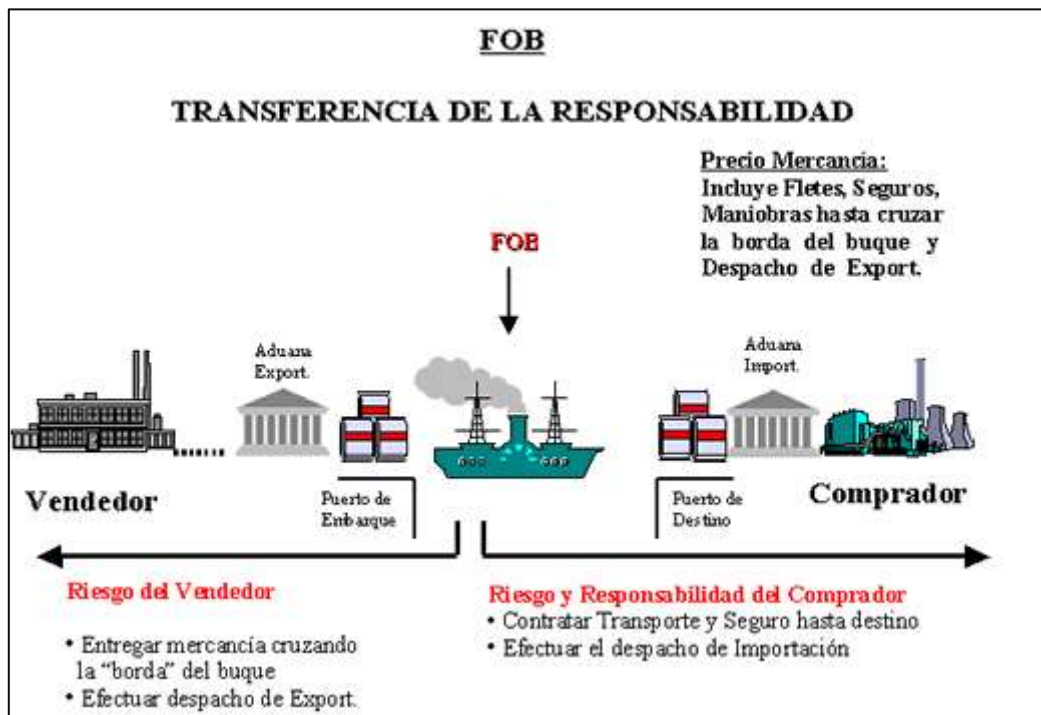 FOB
TRANSFERENCIA DE LA RESPONSABILIDAD
Precio Mercancia:
Incluye Fletes, Seguros,
Maniobras hasta cruzar
la borda del buque y
Despacho de Export.
FOB
Aduana
Export.
Aduana
Import.
Vendedor
Puerto de
Embarque
Puerto de
Destino
Comprador
Riesgo del Vendedor
• Entregar mercancía cruzando
la “borda” del buque
• Efectuar despacho de Export.
Riesgo y Responsabilidad del Comprador
• Contratar Transporte y Seguro hasta destino
• Efectuar el despacho de Importación